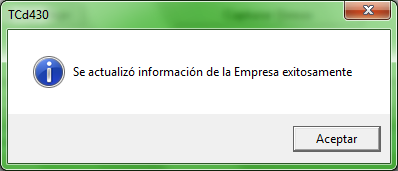 TCd430
Se actualizó información de la Empresa exitosamente
Aceptar